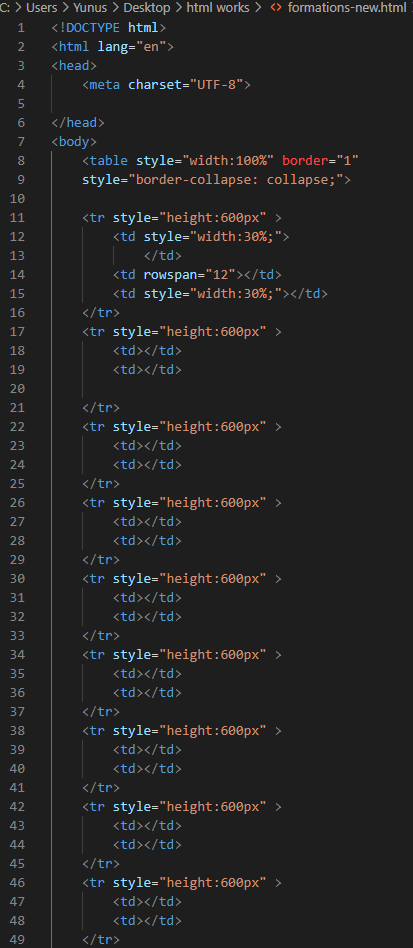 C: > Users > Yunus > Desktop > html works > <> formations-new.html
1 <!DOCTYPE html>
2 <html lang="en">
3 <head>
4 <meta charset="UTF-8">
5
6 </head>
7 <body>
8 <table style="width:100%" border="1"
9 style="border-collapse: collapse;">
10
11 <tr style="height:600px" >
12 <td style="width:30%;">
13 </td>
14 <td rowspan="12"></td>
15 <td style="width:30%;"></td>
16 </tr>
17 <tr style="height:600px" >
18 <td></td>
19 <td></td>
20
21 </tr>
22 <tr style="height:600px" >
23 <td></td>
24 <td></td>
25 </tr>
26 <tr style="height:600px" >
27 <td></td>
28 <td></td>
29 </tr>
30 <tr style="height:600px" >
31 <td></td>
32 <td></td>
33 </tr>
34 <tr style="height:600px" >
35 <td></td>
36 <td></td>
37 </tr>
38 <tr style="height:600px" >
39 <td></td>
40 <td></td>
41 </tr>
42 <tr style="height:600px" >
43 <td></td>
44 <td></td>
45 </tr>
46 <tr style="height:600px" >
47 <td></td>
48 <td></td>
49 </tr>